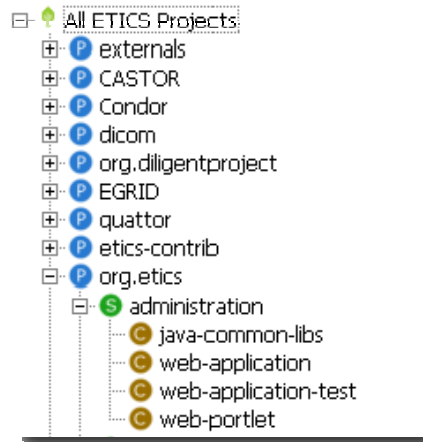 All ETICS Projects
P externals
P CASTOR
P Condor
P dicom
P org.diligentproject
P EGRID
P quattor
P etics-contrib
P org.etics
S administration
C java-common-libs
C web-application
C web-application-test
C web-portlet